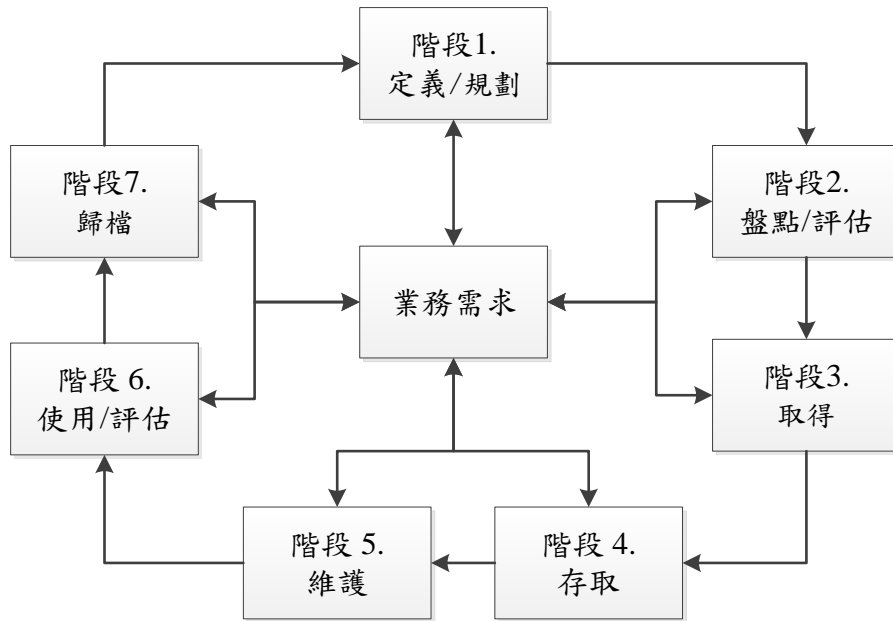 階段1.
定義/規劃
階段2.
盤點/評估
階段3.
取得
階段 4.
存取
階段 5.
維護
階段 6.
使用/評估
階段7.
歸檔
業務需求